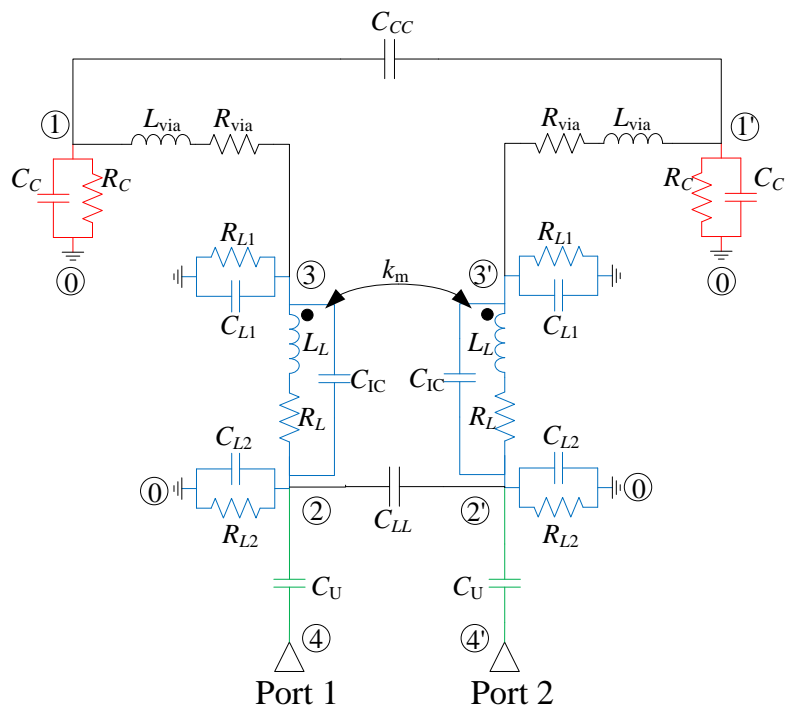 C_CC
① L_via R_via R_via L_via ①'
C_C R_C R_C C_C
⓪ R_L1 ③ k_m ③' R_L1 ⓪
C_L1 C_L1
L_L L_L
C_IC C_IC
R_L R_L
C_L2 C_L2
⓪ ② C_LL ②' ⓪
R_L2 R_L2
C_U C_U
④ ④'
Port 1 Port 2